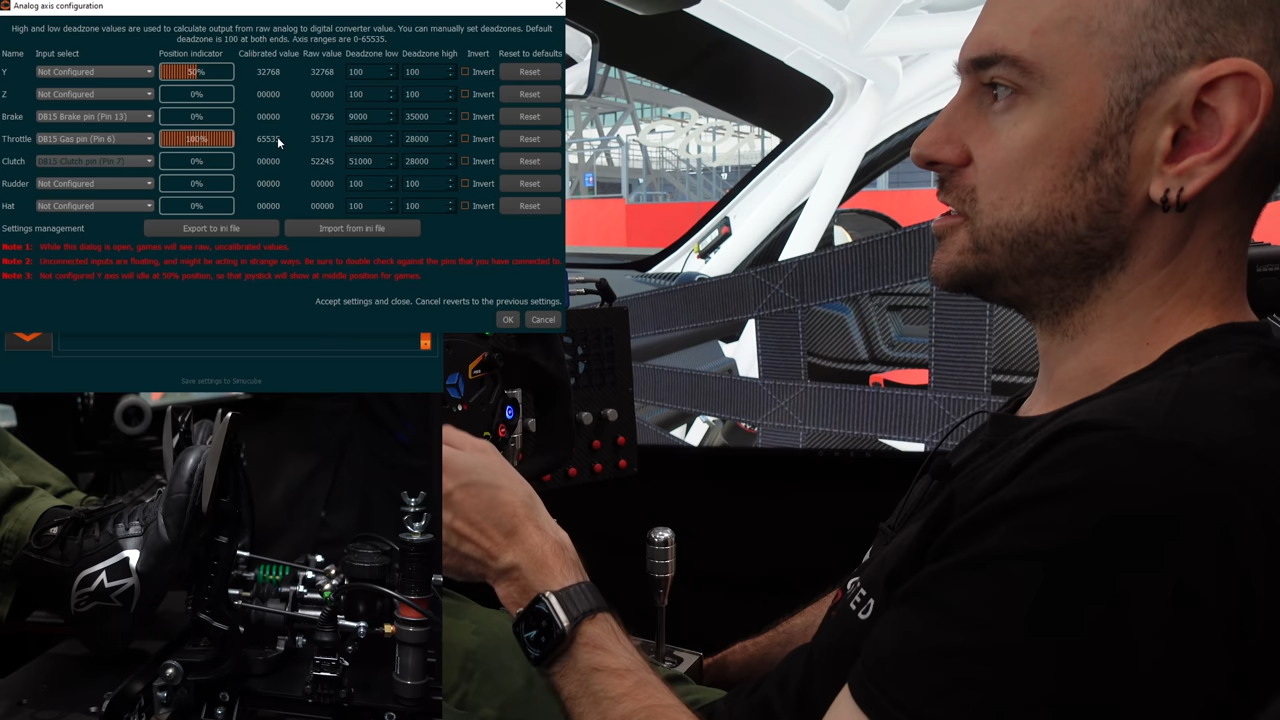 Analog axis configuration
High and low deadzone values are used to calculate output from raw analog to digital converter value. You can manually set deadzones. Default
deadzone is 100 at both ends. Axis ranges are 0-65535.
Name Input select Position indicator Calibrated value Raw value Deadzone low Deadzone high Invert Reset to defaults
Y Not Configured 50% 32768 32768 100 100 Invert Reset
Z Not Configured 0% 00000 00000 100 100 Invert Reset
Brake DB15 Brake pin (Pin 13) 0% 00000 06736 9000 35000 Invert Reset
Throttle DB15 Gas pin (Pin 6) 100% 65535 35173 48000 28000 Invert Reset
Clutch DB15 Clutch pin (Pin 7) 0% 00000 52245 51000 28000 Invert Reset
Rudder Not Configured 0% 00000 00000 100 100 Invert Reset
Hat Not Configured 0% 00000 00000 100 100 Invert Reset
Settings management Export to ini file Import from ini file
Note 1: While this dialog is open, games will see raw, uncalibrated values.
Note 2: Unconnected inputs are floating, and might be acting in strange ways. Be sure to double check against the pins that you have connected to.
Note 3: Not configured Y axis will idle at 50% position, so that joystick will show at middle position for games.
Accept settings and close. Cancel reverts to the previous settings.
OK Cancel
Save settings to Simucube